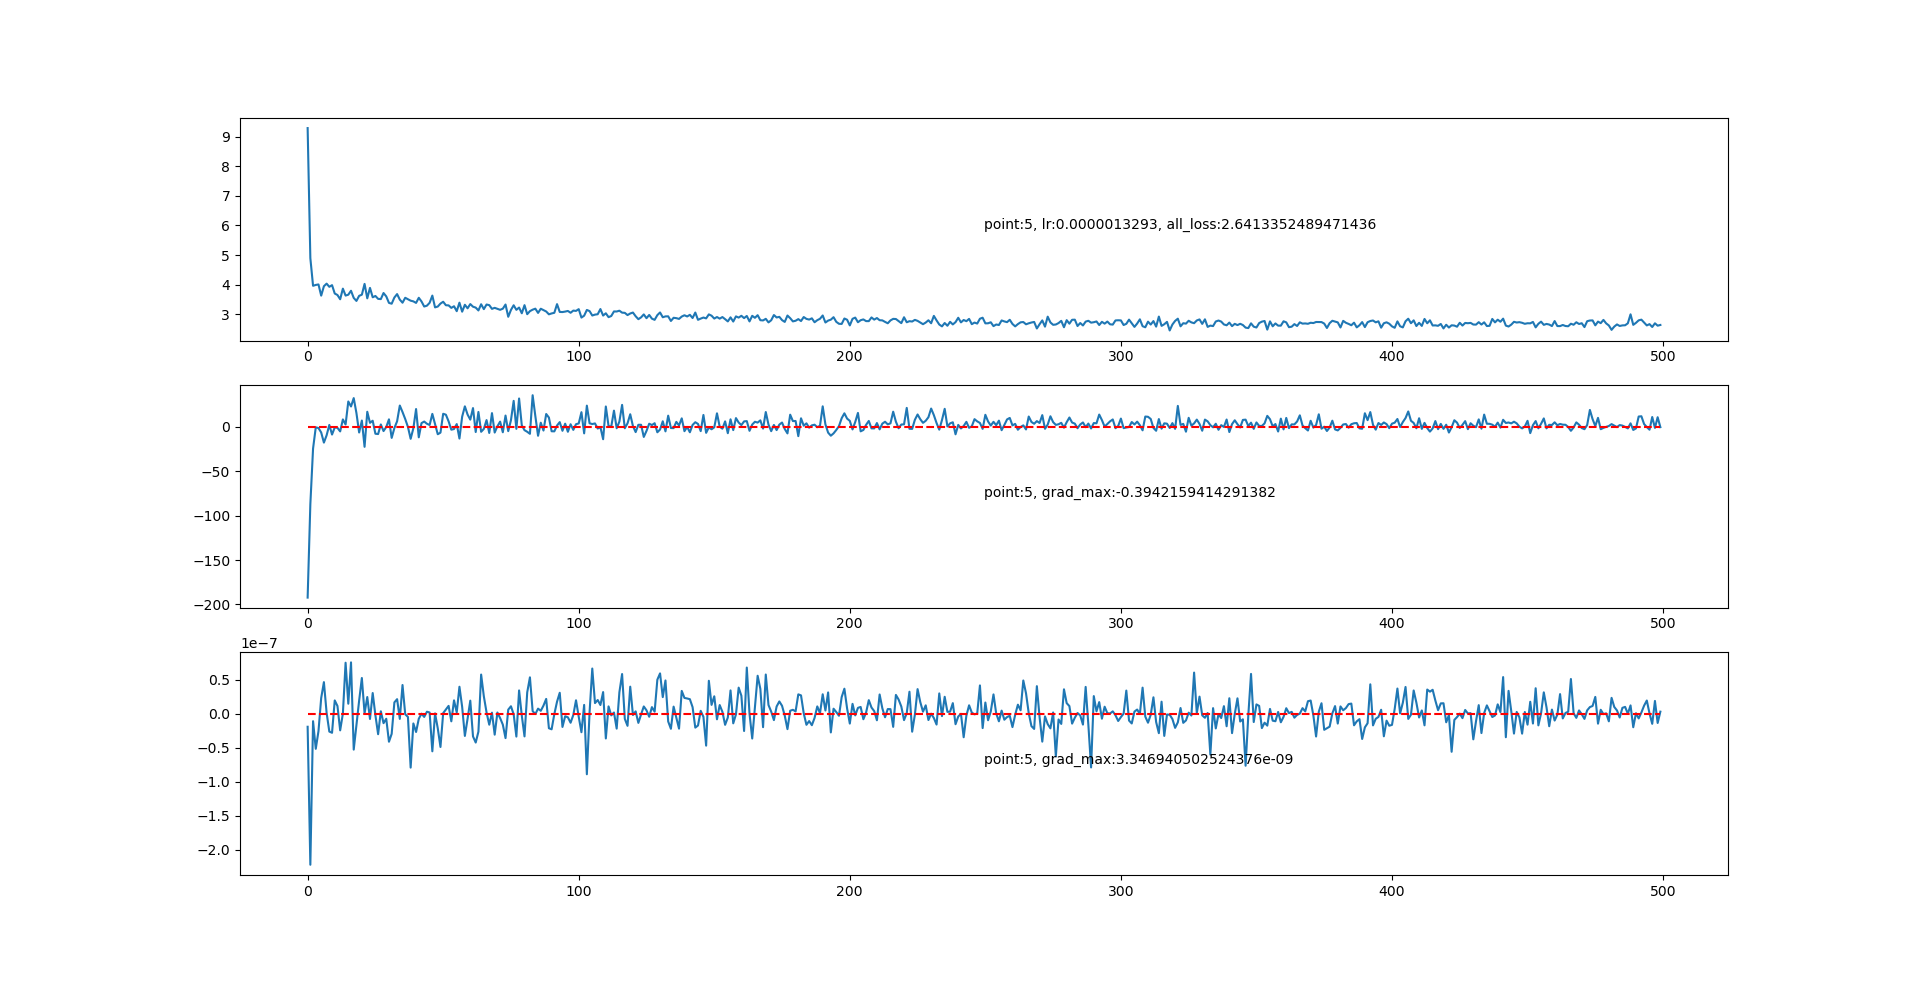 9
8
7
6
5
4
3
point:5, lr:0.0000013293, all_loss:2.6413352489471436
0 100 200 300 400 500
0
−50
−100
−150
−200
point:5, grad_max:-0.3942159414291382
0 100 200 300 400 500
1e−7
0.5
0.0
−0.5
−1.0
−1.5
−2.0
point:5, grad_max:3.346940502524376e-09
0 100 200 300 400 500